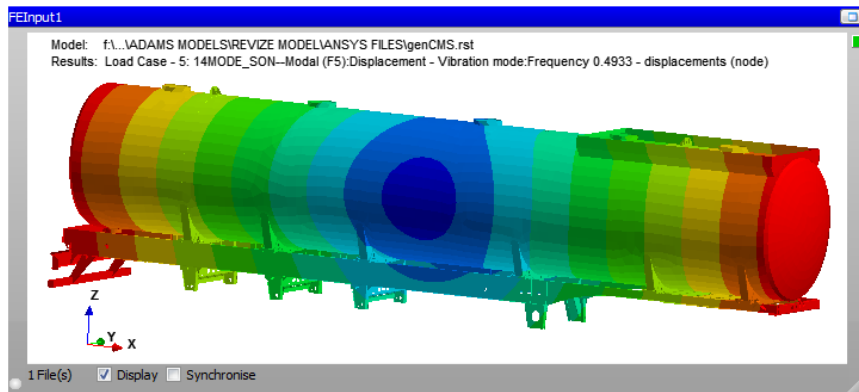 FEInput1
Model: f:\...\ADAMS MODELS\REVIZE MODEL\ANSYS FILES\genCMS.rst
Results: Load Case - 5: 14MODE_SON--Modal (F5):Displacement - Vibration mode:Frequency 0.4933 - displacements (node)
Z
Y
X
1 File(s) Display Synchronise